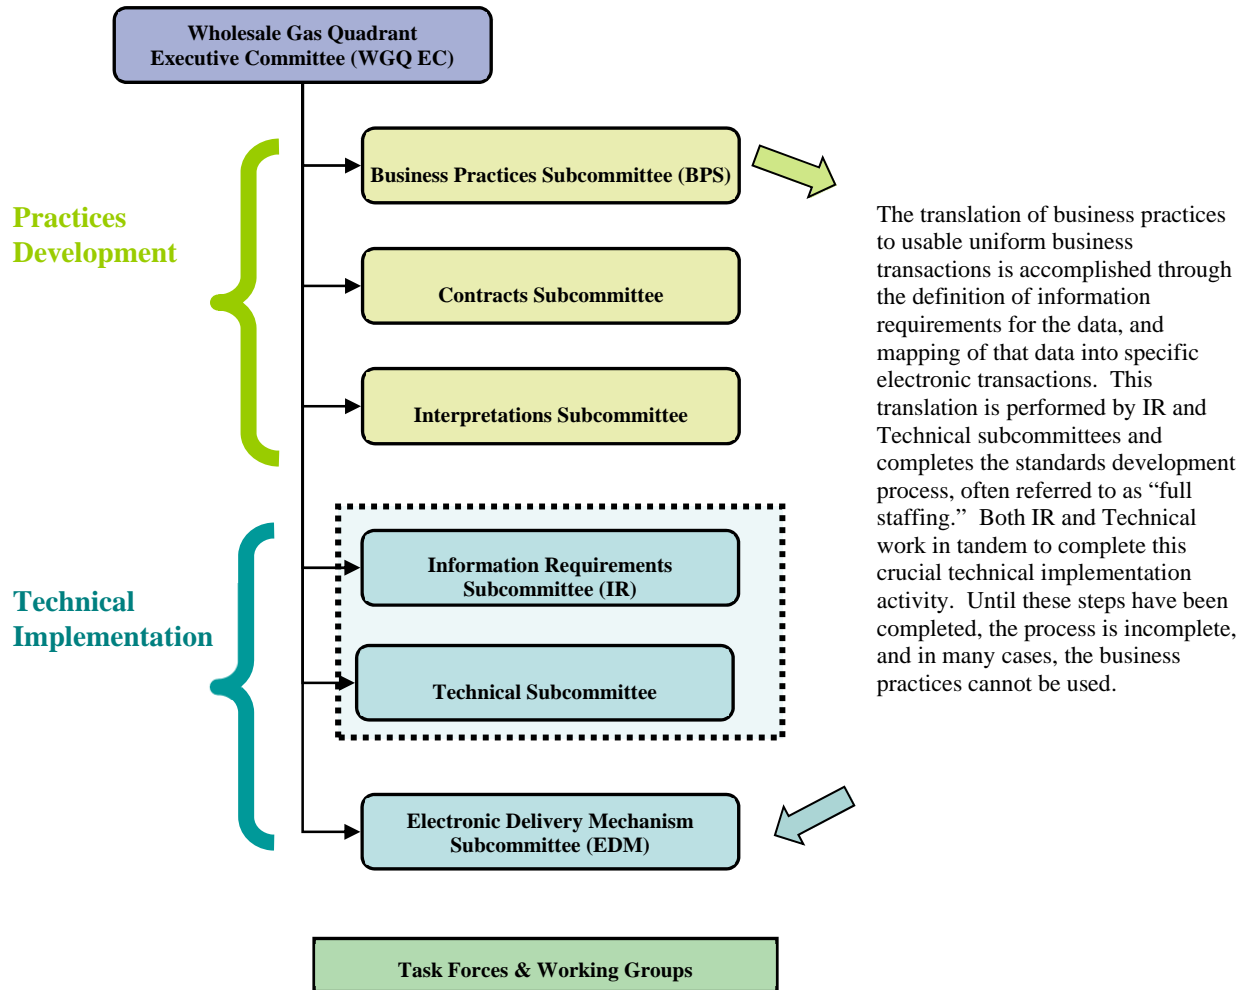 Wholesale Gas Quadrant
Executive Committee (WGQ EC)
Practices
Development
Business Practices Subcommittee (BPS)
Contracts Subcommittee
Interpretations Subcommittee
Technical
Implementation
Information Requirements
Subcommittee (IR)
Technical Subcommittee
Electronic Delivery Mechanism
Subcommittee (EDM)
The translation of business practices
to usable uniform business
transactions is accomplished through
the definition of information
requirements for the data, and
mapping of that data into specific
electronic transactions.  This
translation is performed by IR and
Technical subcommittees and
completes the standards development
process, often referred to as “full
staffing.”  Both IR and Technical
work in tandem to complete this
crucial technical implementation
activity.  Until these steps have been
completed, the process is incomplete,
and in many cases, the business
practices cannot be used.
Task Forces & Working Groups